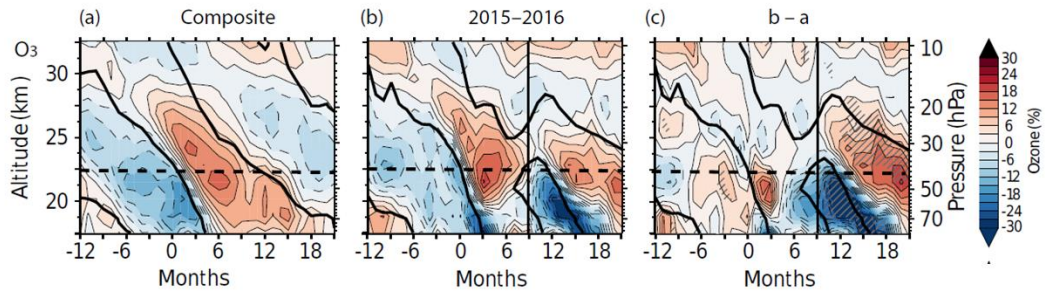 (a) Composite
(b) 2015–2016
(c) b – a
O3
Altitude (km)
30
25
20
-12 -6 0 6 12 18
Months
-12 -6 0 6 12 18
Months
-12 -6 0 6 12 18
Months
10
20
30
50
70
Pressure (hPa)
30
24
18
12
6
0
-6
-12
-18
-24
-30
Ozone (%)